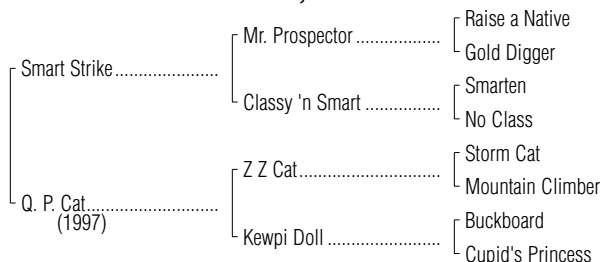 Raise a Native
Mr. Prospector ..................
Gold Digger
Smart Strike ......................
Smarten
Classy 'n Smart ................
No Class
Storm Cat
Z Z Cat..............................
Mountain Climber
Q. P. Cat............................
(1997)
Buckboard
Kewpi Doll ........................
Cupid's Princess